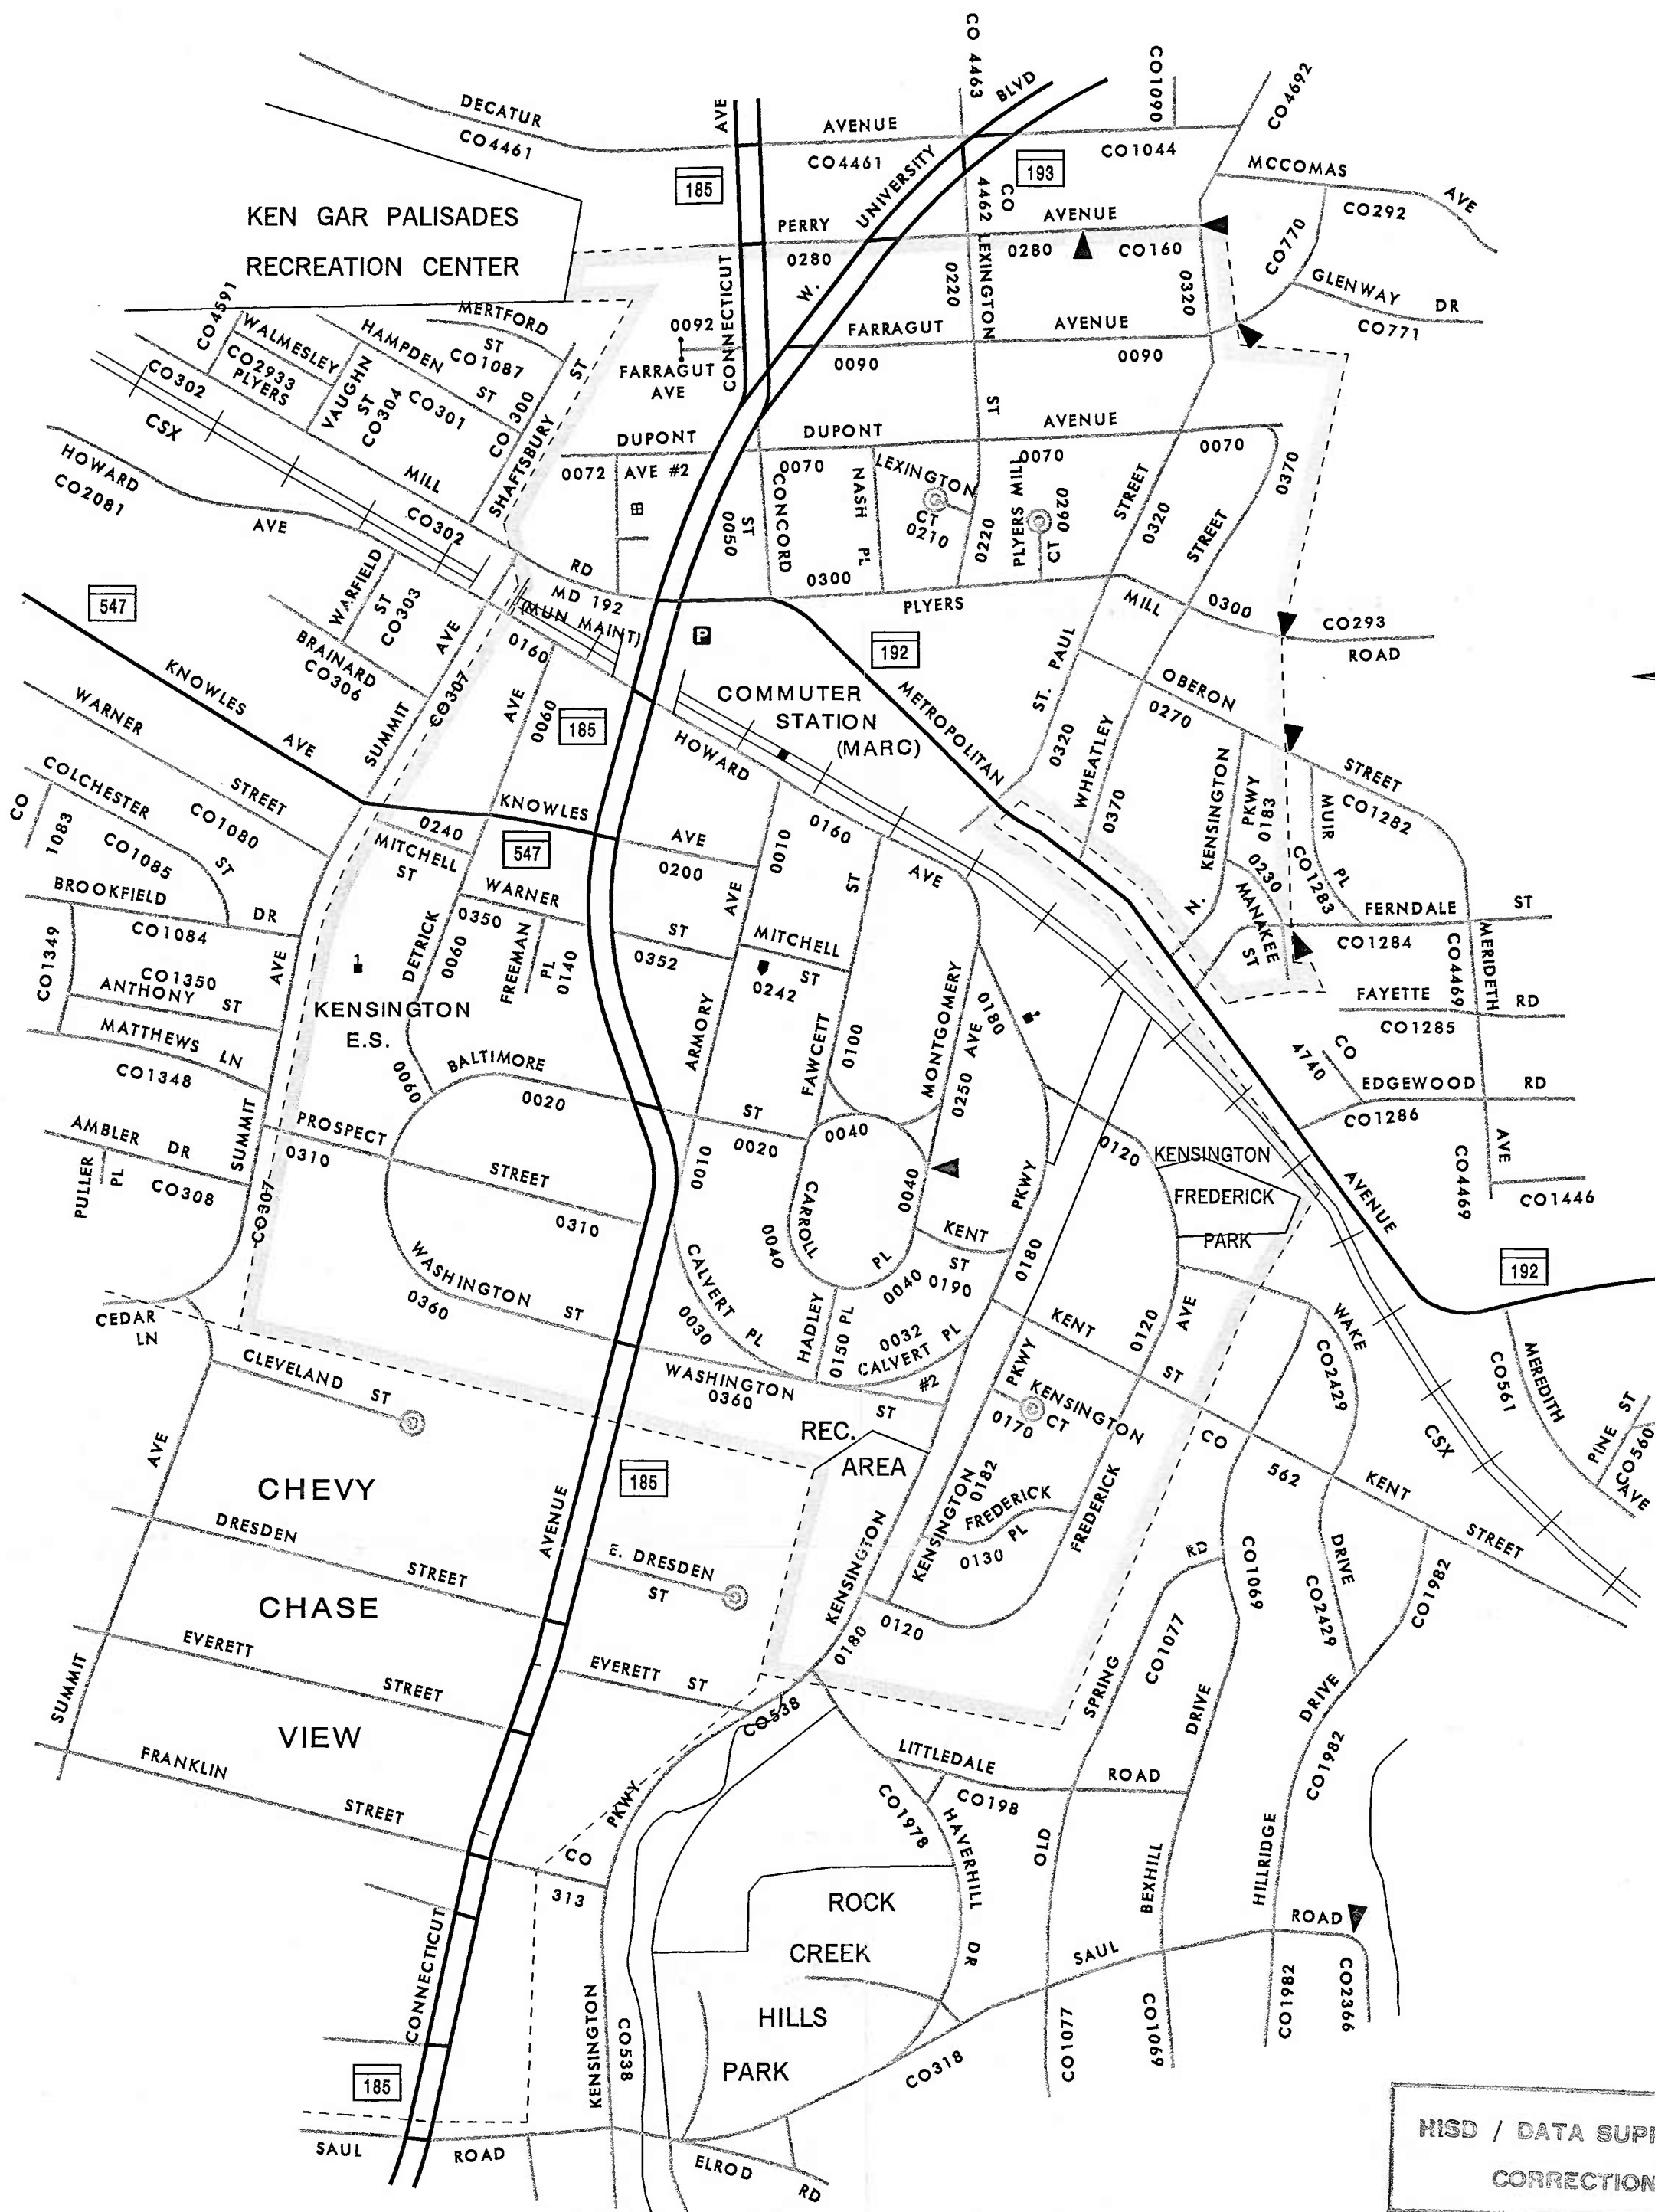 CO 4463
BLVD
CO1060
CO4692
DECATUR
CO4461
AVE
AVENUE
CO4461
CO1044
193
185
UNIVERSITY
MCCOMAS
AVE
CO292
KEN GAR PALISADES
RECREATION CENTER
PERRY
0280
W.
CO
4462
LEXINGTON
AVENUE
0280
CO160
CO770
GLENWAY DR
CO771
0220
0320
CO4591
WALMESLEY
CO2933
PLYERS
HAMPDEN
ST
MERTFORD
ST
CO1087
CO301
VAUGHN
ST
CO304
CO 300
SHAFTSBURY
ST
0092
FARRAGUT
AVE
CONNECTICUT
FARRAGUT
AVENUE
0090
0090
CO302
CSX
MILL
CO302
HOWARD
CO2081
AVE
DUPONT
0072
AVE #2
DUPONT
0070
AVENUE
ST
0070
0070
0370
ST
0050
CONCORD
NASH
PL
LEXINGTON
CT
0210
0220
PLYERS MILL
CT
0290
STREET
0320
STREET
RD
MD 192
(MUN MAINT)
0300
PLYERS
MILL
0300
CO293
ROAD
547
WARFIELD
ST
CO303
BRAINARD
CO306
AVE
SUMMIT
CO307
0160
AVE
0060
185
P
192
KNOWLES
AVE
WARNER
STREET
CO1080
COMMUTER
STATION
(MARC)
METROPOLITAN
ST. PAUL
0320
OBERON
0270
WHEATLEY
0370
STREET
CO1282
KENSINGTON
N.
PKWY
0183
MUIR
PL
CO1283
0230
MANAKEE
ST
HOWARD
0160
AVE
COLCHESTER
ST
CO
1083
CO1085
KNOWLES
0240
MITCHELL
ST
547
AVE
0200
0010
AVE
ST
BROOKFIELD
DR
CO1084
CO1349
CO1350
ANTHONY ST
MATTHEWS LN
CO1348
AVE
SUMMIT
WARNER
0350
ST
0352
DETRICK
0060
FREEMAN
PL
0140
MITCHELL
ST
0242
FERNDALE
ST
CO1284
CO4469
MERIDETH
FAYETTE
RD
CO1285
CO
4740
EDGEWOOD
RD
CO1286
1
KENSINGTON
E.S.
0060
BALTIMORE
0020
ARMORY
FAWCETT
0100
MONTGOMERY
AVE
0250
0180
ST
0020
0040
0120
KENSINGTON
FREDERICK
PARK
AVENUE
AVE
CO4469
CO1446
AMBLER DR
CO308
PULLER
PL
CO307
PROSPECT
0310
STREET
0310
0010
CARROLL
0040
0040
PL
0040
PKWY
0180
KENT
ST
0190
192
WASHINGTON
0360
ST
CALVERT
PL
0030
HADLEY
PL
0150
0032
CALVERT PL
#2
CEDAR
LN
CLEVELAND ST
WASHINGTON
0360
ST
KENT
ST
PKWY
0120
AVE
WAKE
CO2429
KENSINGTON
CT
0170
CO
562
KENT
STREET
CSX
MEREDITH
CO561
PINE ST
CO560
AVE
REC.
AREA
AVE
CHEVY
185
DRESDEN
STREET
AVENUE
E. DRESDEN
ST
KENSINGTON
KENSINGTON
0182
FREDERICK
PL
0130
FREDERICK
RD
CO1069
DRIVE
CO2429
CO1982
CHASE
0120
0180
CO1077
EVERETT
STREET
EVERETT ST
SUMMIT
SPRING
DRIVE
DRIVE
VIEW
CO538
FRANKLIN
STREET
PKWY
LITTLEDALE
ROAD
CO198
CO1978
HAVERHILL
DR
OLD
BEXHILL
HILLRIDGE
CO1982
CO
313
ROCK
CREEK
HILLS
PARK
SAUL
ROAD
CONNECTICUT
KENSINGTON
CO538
CO318
CO1077
CO1069
CO1982
CO2366
185
SAUL
ROAD
ELROD
RD
HISD / DATA SUP
CORRECTION